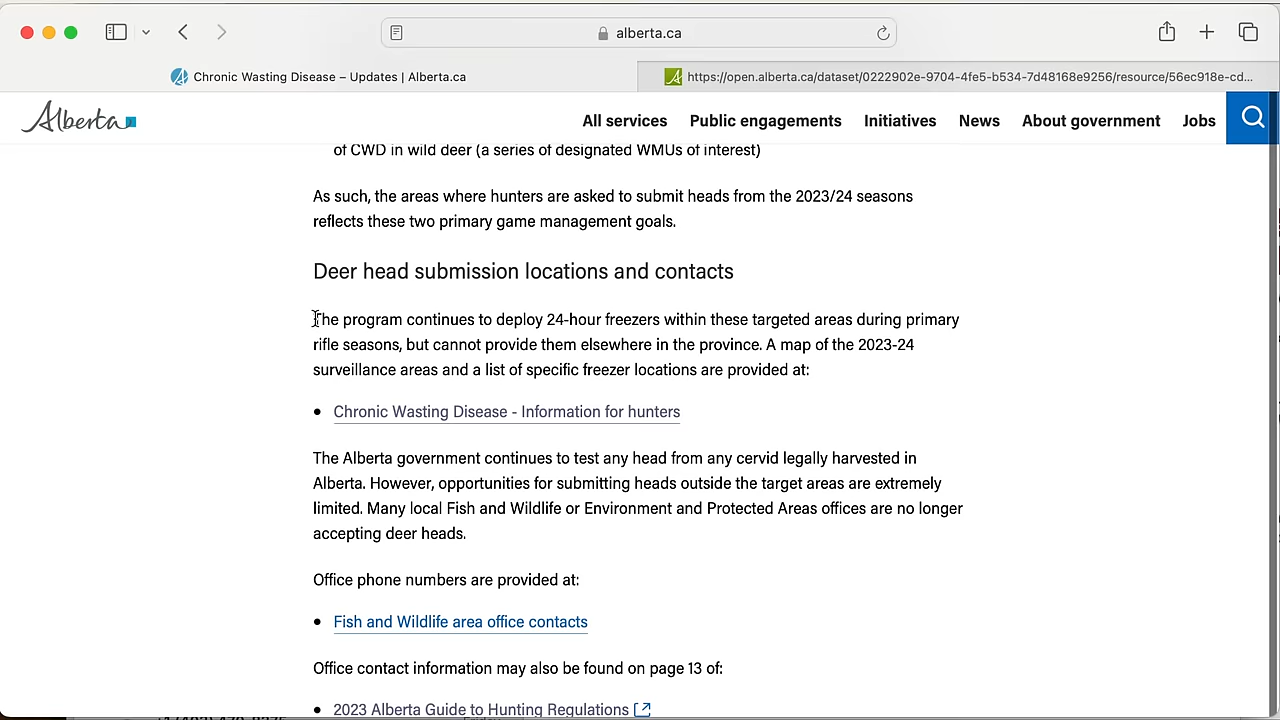 alberta.ca
Chronic Wasting Disease – Updates | Alberta.ca
https://open.alberta.ca/dataset/0222902e-9704-4fe5-b534-7d48168e9256/resource/56ec918e-cd...
Alberta
All services Public engagements Initiatives News About government Jobs
of CWD in wild deer (a series of designated WMUs of interest)
As such, the areas where hunters are asked to submit heads from the 2023/24 seasons
reflects these two primary game management goals.
Deer head submission locations and contacts
The program continues to deploy 24-hour freezers within these targeted areas during primary
rifle seasons, but cannot provide them elsewhere in the province. A map of the 2023-24
surveillance areas and a list of specific freezer locations are provided at:
• Chronic Wasting Disease - Information for hunters
The Alberta government continues to test any head from any cervid legally harvested in
Alberta. However, opportunities for submitting heads outside the target areas are extremely
limited. Many local Fish and Wildlife or Environment and Protected Areas offices are no longer
accepting deer heads.
Office phone numbers are provided at:
• Fish and Wildlife area office contacts
Office contact information may also be found on page 13 of:
• 2023 Alberta Guide to Hunting Regulations